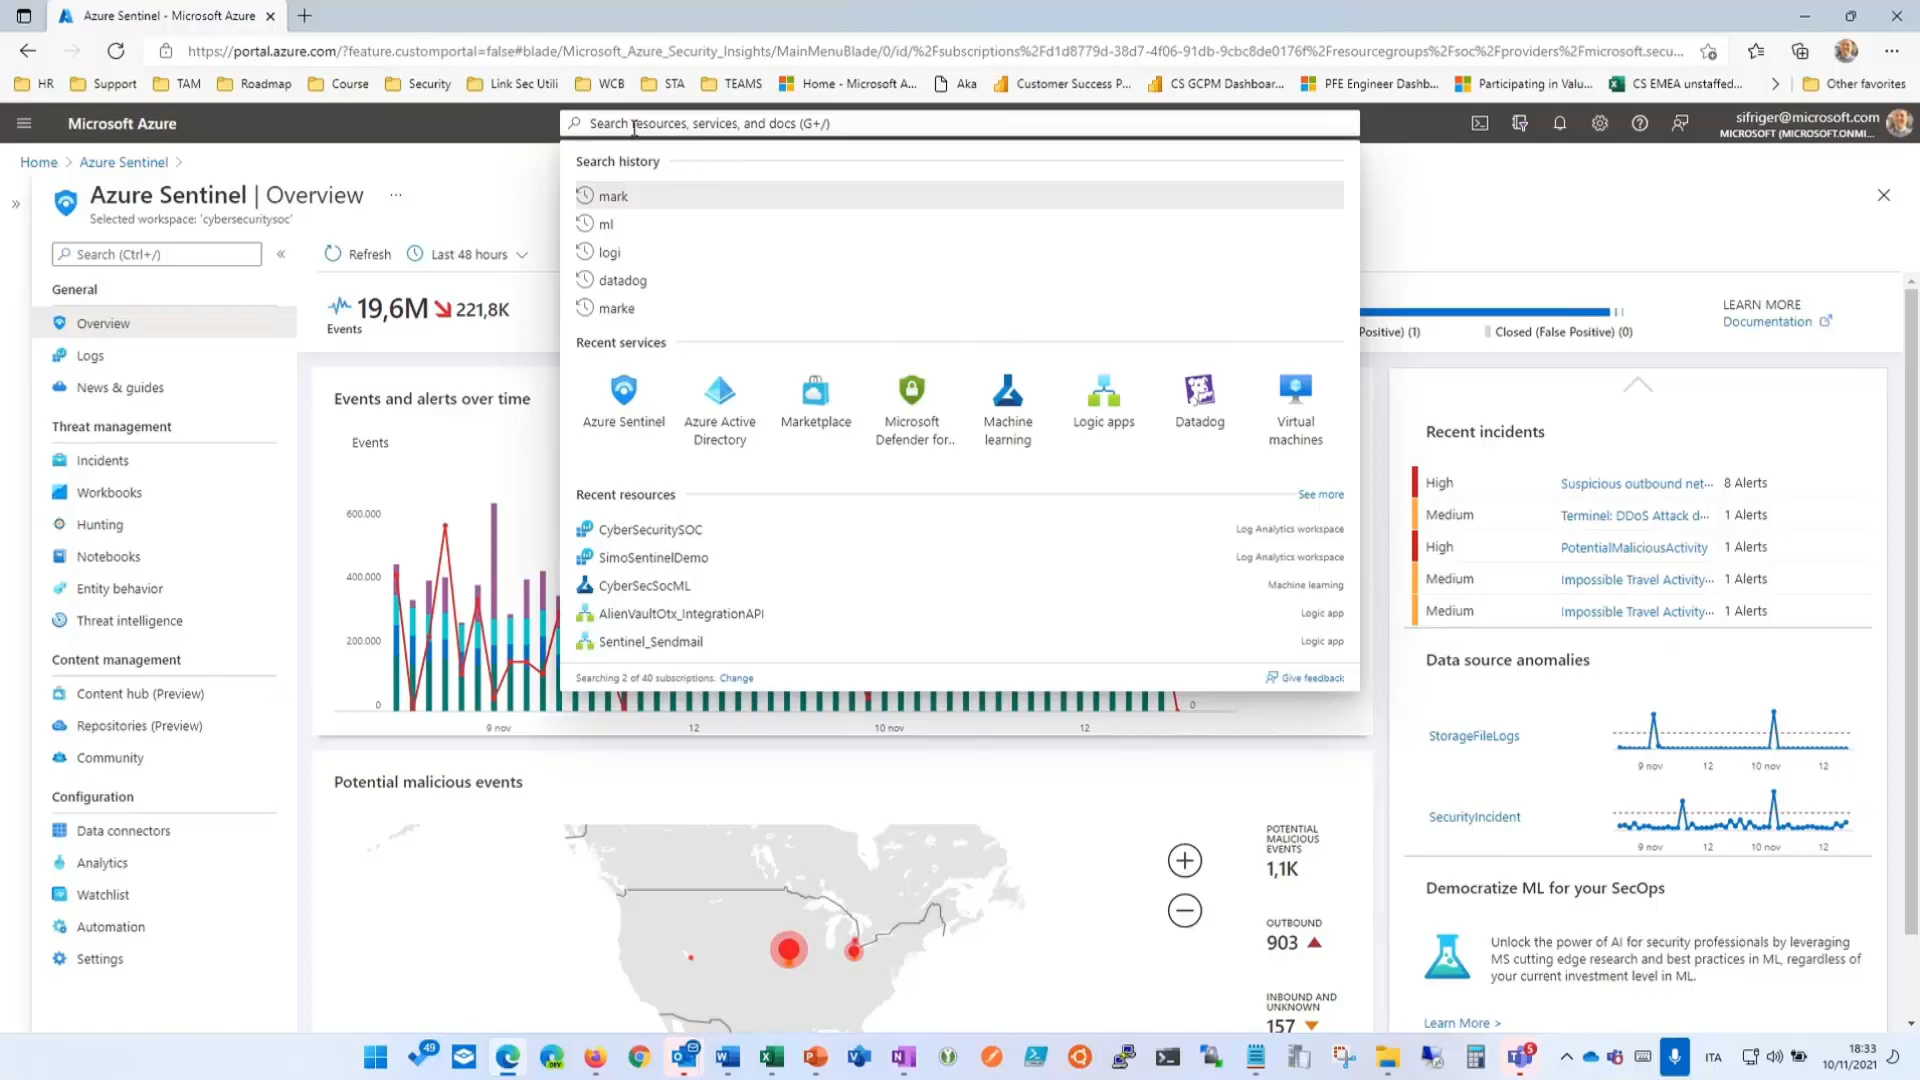 Azure Sentinel - Microsoft Azure
https://portal.azure.com/?feature.customportal=false#blade/Microsoft_Azure_Security_Insights/MainMenuBlade/0/id/%2Fsubscriptions%2Fd1d8779d-38d7-4f06-91db-9cbc8de0176f%2Fresourcegroups%2Fsoc%2Fproviders%2Fmicrosoft.secu...
HR Support TAM Roadmap Course Security Link Sec Utili WCB STA TEAMS Home - Microsoft A... Aka Customer Success P... CS GCPM Dashboar... PFE Engineer Dashb... Participating in Valu... CS EMEA unstaffed... Other favorites
Microsoft Azure
Search resources, services, and docs (G+/)
sifriger@microsoft.com
MICROSOFT (MICROSOFT.ONMI...
Home > Azure Sentinel >
Azure Sentinel | Overview ...
Selected workspace: 'cybersecuritysoc'
Search (Ctrl+/)
General
Overview
Logs
News & guides
Threat management
Incidents
Workbooks
Hunting
Notebooks
Entity behavior
Threat intelligence
Content management
Content hub (Preview)
Repositories (Preview)
Community
Configuration
Data connectors
Analytics
Watchlist
Automation
Settings
Refresh Last 48 hours
19,6M 221,8K
Events
Search history
mark
ml
logi
datadog
marke
Recent services
Azure Sentinel
Azure Active
Directory
Marketplace
Microsoft
Defender for..
Machine
learning
Logic apps
Datadog
Virtual
machines
Recent resources See more
CyberSecuritySOC Log Analytics workspace
SimoSentinelDemo Log Analytics workspace
CyberSecSocML Machine learning
AlienVaultOtx_IntegrationAPI Logic app
Sentinel_Sendmail Logic app
Searching 2 of 40 subscriptions. Change Give feedback
Positive) (1) Closed (False Positive) (0)
LEARN MORE
Documentation
Events and alerts over time
Events
600.000
400.000
200.000
0 0
9 nov 12 10 nov 12
Potential malicious events
POTENTIAL
MALICIOUS
EVENTS
1,1K
OUTBOUND
903
INBOUND AND
UNKNOWN
157
Recent incidents
High Suspicious outbound net... 8 Alerts
Medium Terminel: DDoS Attack d... 1 Alerts
High PotentialMaliciousActivity 1 Alerts
Medium Impossible Travel Activity... 1 Alerts
Medium Impossible Travel Activity... 1 Alerts
Data source anomalies
StorageFileLogs
9 nov 12 10 nov 12
SecurityIncident
9 nov 12 10 nov 12
Democratize ML for your SecOps
Unlock the power of AI for security professionals by leveraging
MS cutting edge research and best practices in ML, regardless of
your current investment level in ML.
Learn More >
49
DEV
5
ITA
18:33
10/11/2021